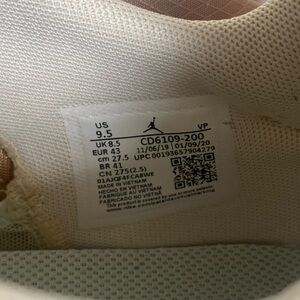 US
9.5
VP
UK 8.5
CD6109-200
EUR 43
11/06/19 | 01/09/20
cm 27.5
UPC 00193657904279
BR 41
CN 275(2.5)
MADE IN VIETNAM
HECHO EN VIETNAM
FABRIQUÉ AU VIETNAM